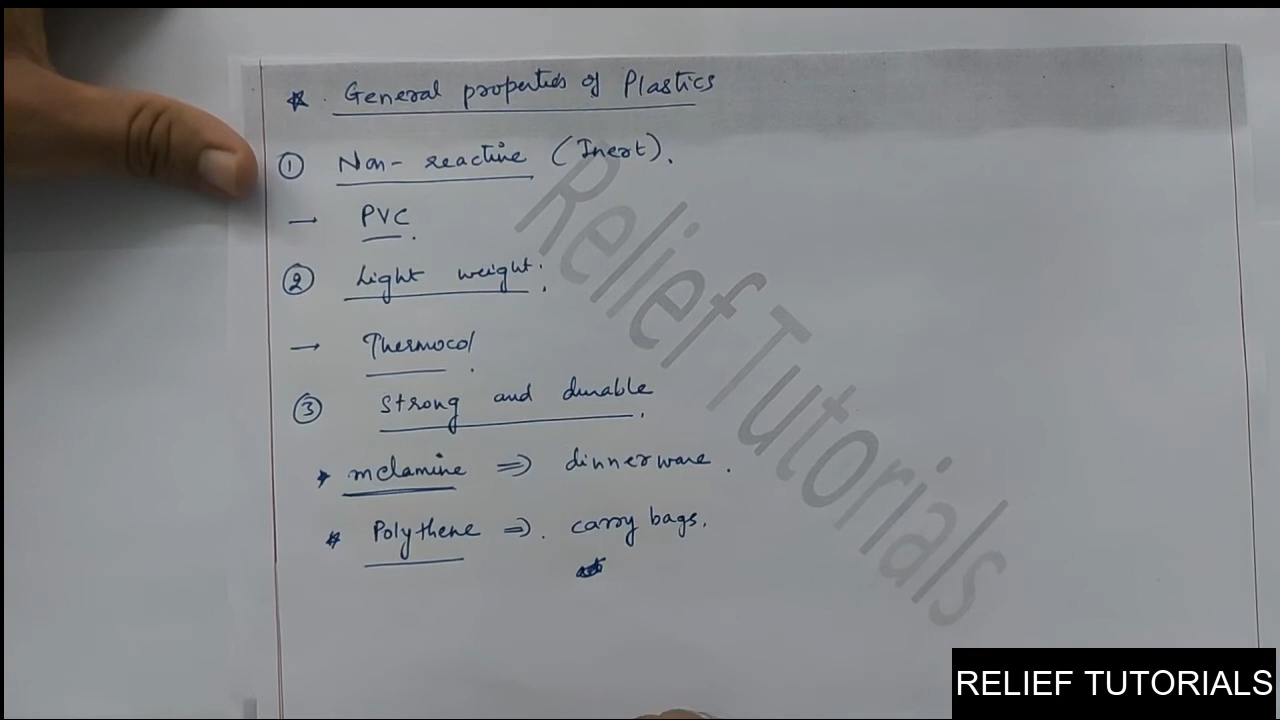 * General properties of Plastics
① Non-reactive (Inert).
→ PVC.
② Light weight:
→ Thermocol.
③ Strong and durable.
* melamine ⇒ dinnerware.
* Polythene ⇒. carry bags.
Relief Tutorials
RELIEF TUTORIALS